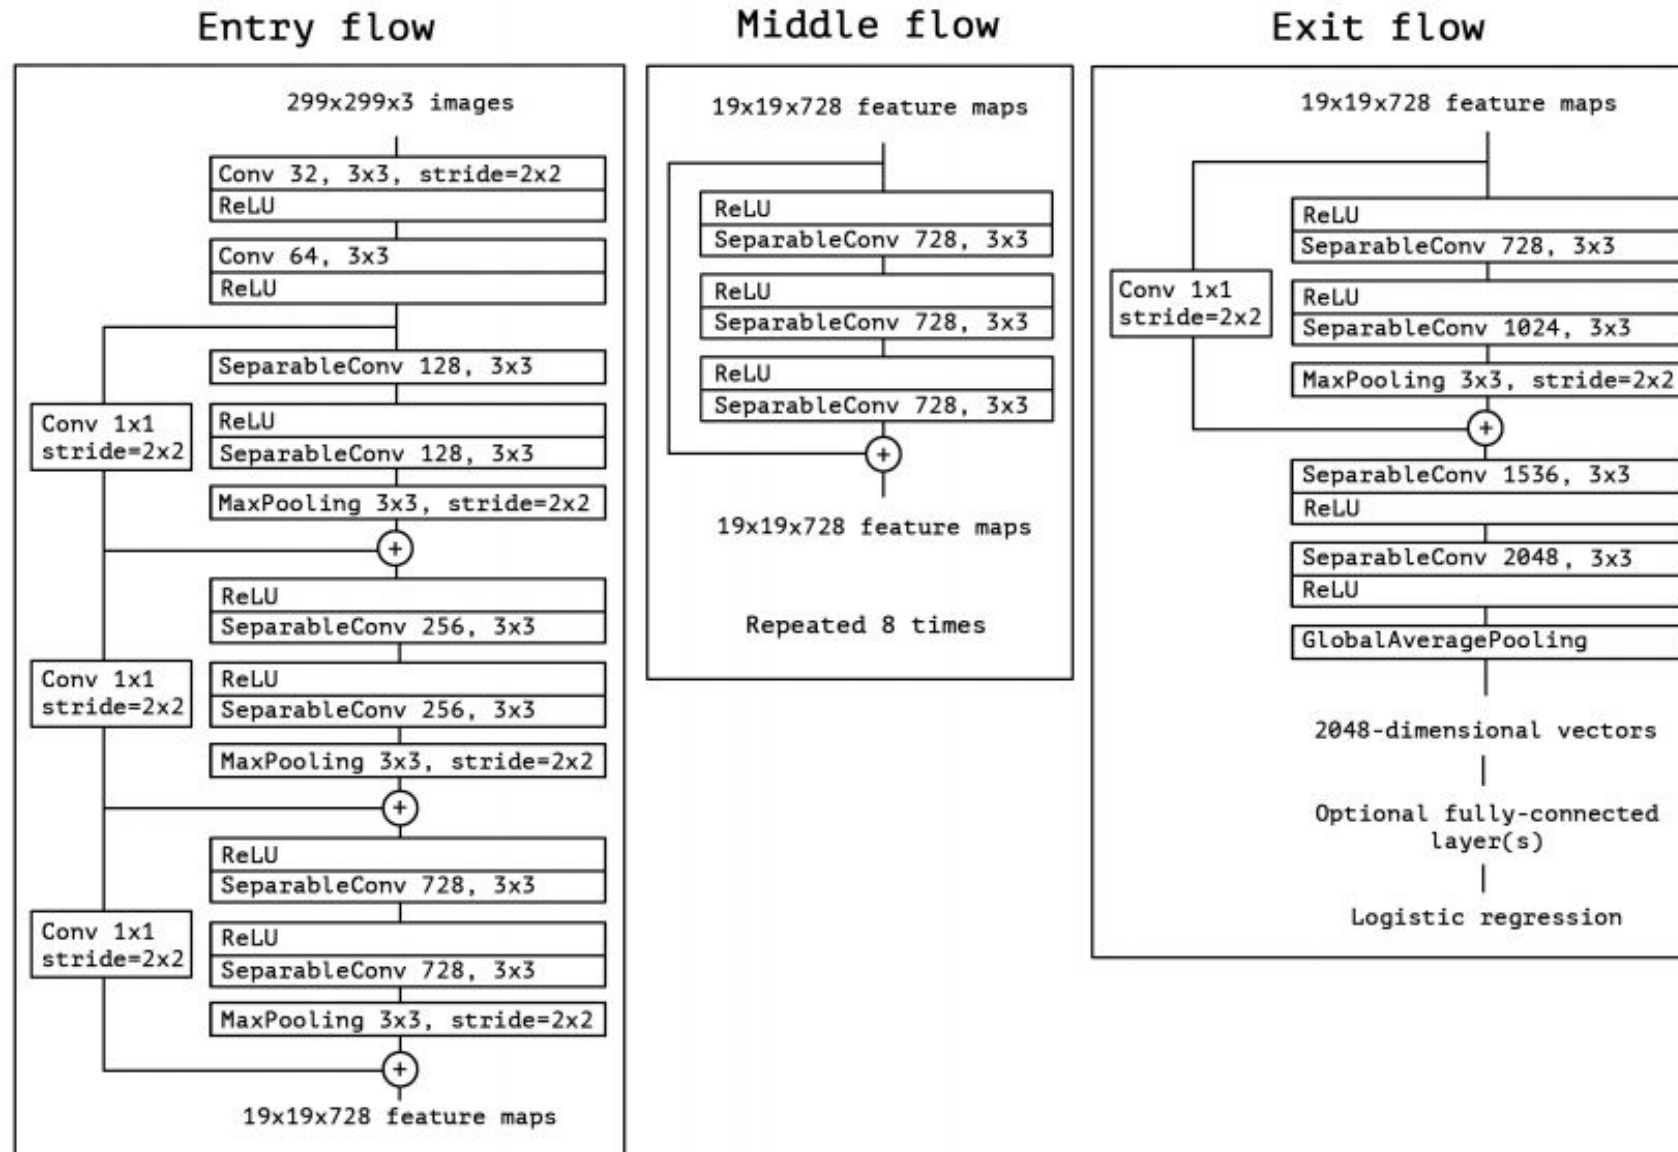 Entry flow
299x299x3 images
Conv 32, 3x3, stride=2x2
ReLU
Conv 64, 3x3
ReLU
SeparableConv 128, 3x3
Conv 1x1
stride=2x2
ReLU
SeparableConv 128, 3x3
MaxPooling 3x3, stride=2x2
+
ReLU
SeparableConv 256, 3x3
Conv 1x1
stride=2x2
ReLU
SeparableConv 256, 3x3
MaxPooling 3x3, stride=2x2
+
ReLU
SeparableConv 728, 3x3
Conv 1x1
stride=2x2
ReLU
SeparableConv 728, 3x3
MaxPooling 3x3, stride=2x2
+
19x19x728 feature maps
Middle flow
19x19x728 feature maps
ReLU
SeparableConv 728, 3x3
ReLU
SeparableConv 728, 3x3
ReLU
SeparableConv 728, 3x3
+
19x19x728 feature maps
Repeated 8 times
Exit flow
19x19x728 feature maps
ReLU
SeparableConv 728, 3x3
Conv 1x1
stride=2x2
ReLU
SeparableConv 1024, 3x3
MaxPooling 3x3, stride=2x2
+
SeparableConv 1536, 3x3
ReLU
SeparableConv 2048, 3x3
ReLU
GlobalAveragePooling
2048-dimensional vectors
Optional fully-connected
layer(s)
Logistic regression